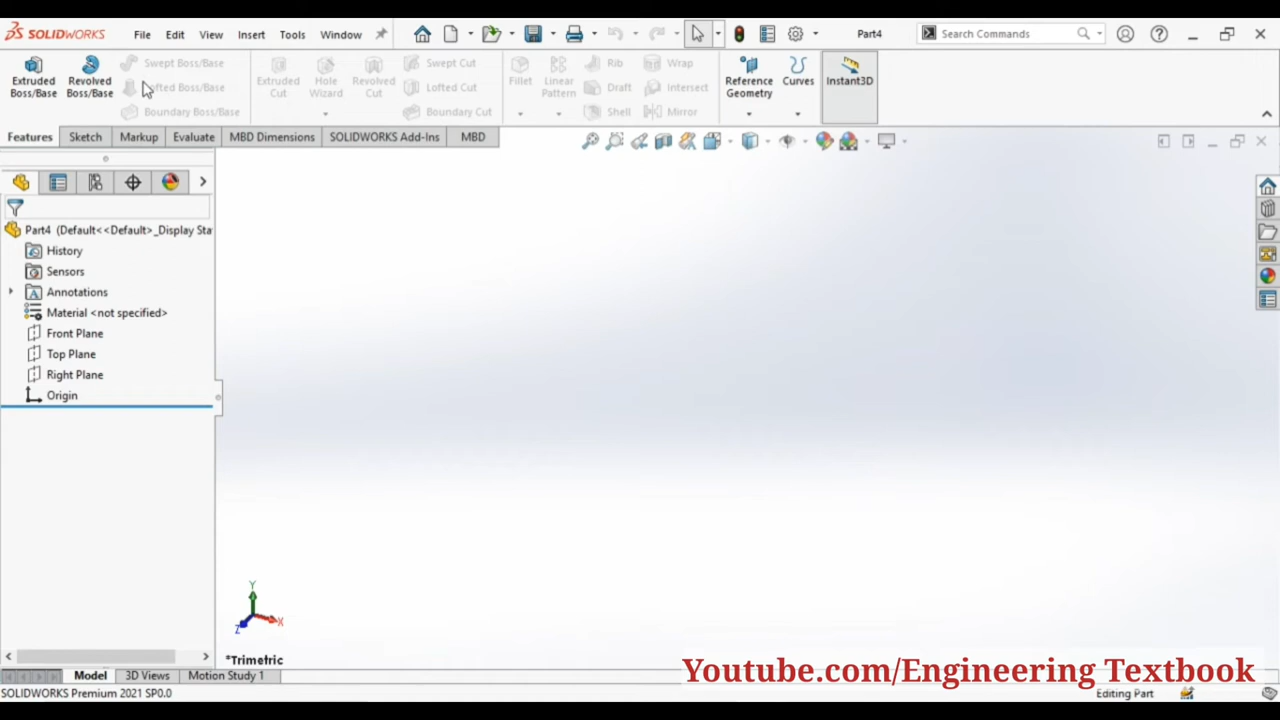 SOLIDWORKS File Edit View Insert Tools Window Part4 Search Commands
Extruded Boss/Base
Revolved Boss/Base
Swept Boss/Base
Lofted Boss/Base
Boundary Boss/Base
Extruded Cut
Hole Wizard
Revolved Cut
Swept Cut
Lofted Cut
Boundary Cut
Fillet
Linear Pattern
Rib
Draft
Shell
Wrap
Intersect
Mirror
Reference Geometry
Curves
Instant3D
Features Sketch Markup Evaluate MBD Dimensions SOLIDWORKS Add-Ins MBD
Part4 (Default<<Default>_Display Sta
History
Sensors
Annotations
Material <not specified>
Front Plane
Top Plane
Right Plane
Origin
Y
X
Z
*Trimetric
Model 3D Views Motion Study 1
Youtube.com/Engineering Textbook
SOLIDWORKS Premium 2021 SP0.0 Editing Part